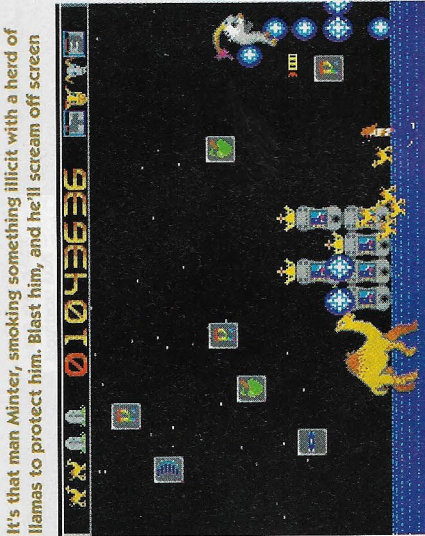 It's that man Minter, smoking something illicit with a herd of
llamas to protect him. Blast him, and he'll scream off screen